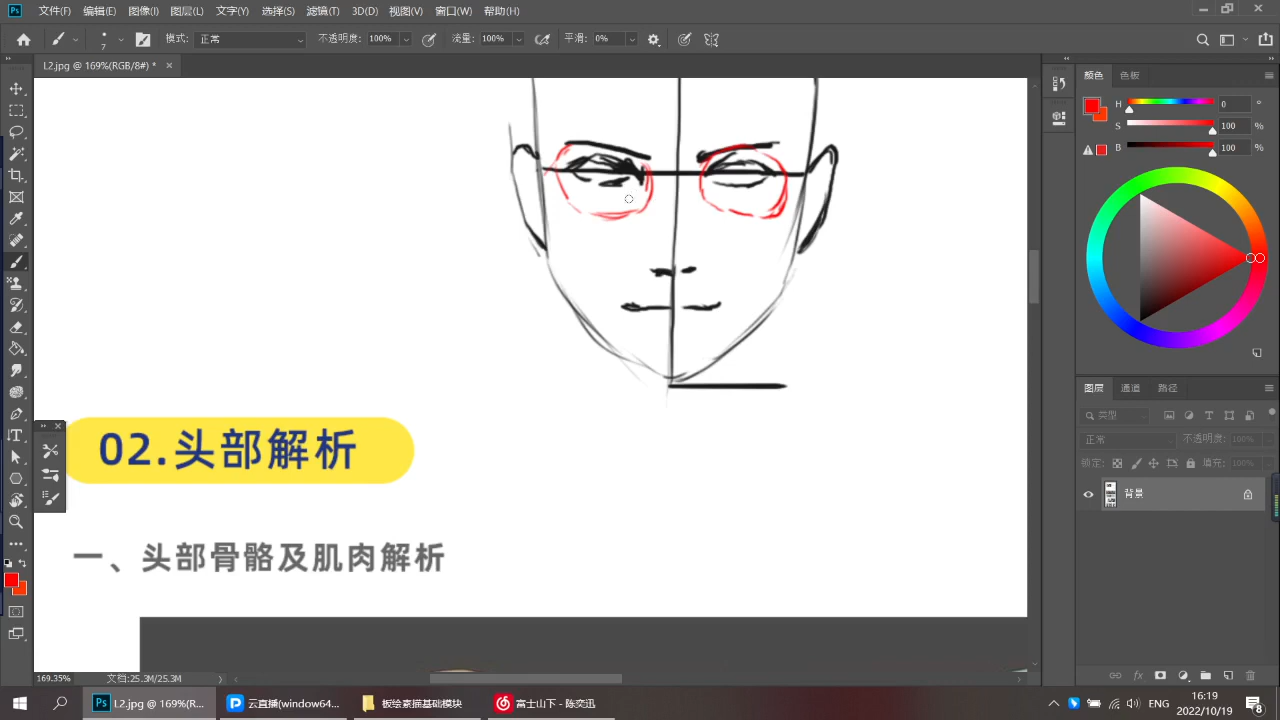 文件(F) 编辑(E) 图像(I) 图层(L) 文字(Y) 选择(S) 滤镜(T) 3D(D) 视图(V) 窗口(W) 帮助(H)
7 模式: 正常 不透明度: 100% 流量: 100% 平滑: 0%
L2.jpg @ 169%(RGB/8#) *
颜色 色板
H 0 °
S 100 %
B 100 %
02.头部解析
一、头部骨骼及肌肉解析
图层 通道 路径
类型
正常 不透明度: 100%
锁定: 填充: 100%
背景
169.35% 文档:25.3M/25.3M
L2.jpg @ 169%(R... 云直播(window64... 板绘素描基础模块 富士山下 - 陈奕迅
ENG 16:19
2022/10/19
8